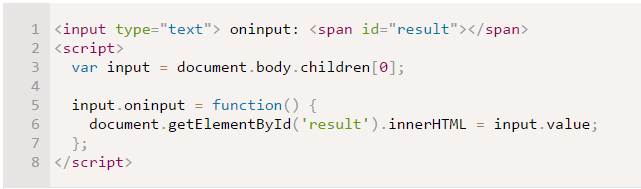 1 <input type="text"> oninput: <span id="result"></span>
2 <script>
3   var input = document.body.children[0];
4
5   input.oninput = function() {
6     document.getElementById('result').innerHTML = input.value;
7   };
8 </script>